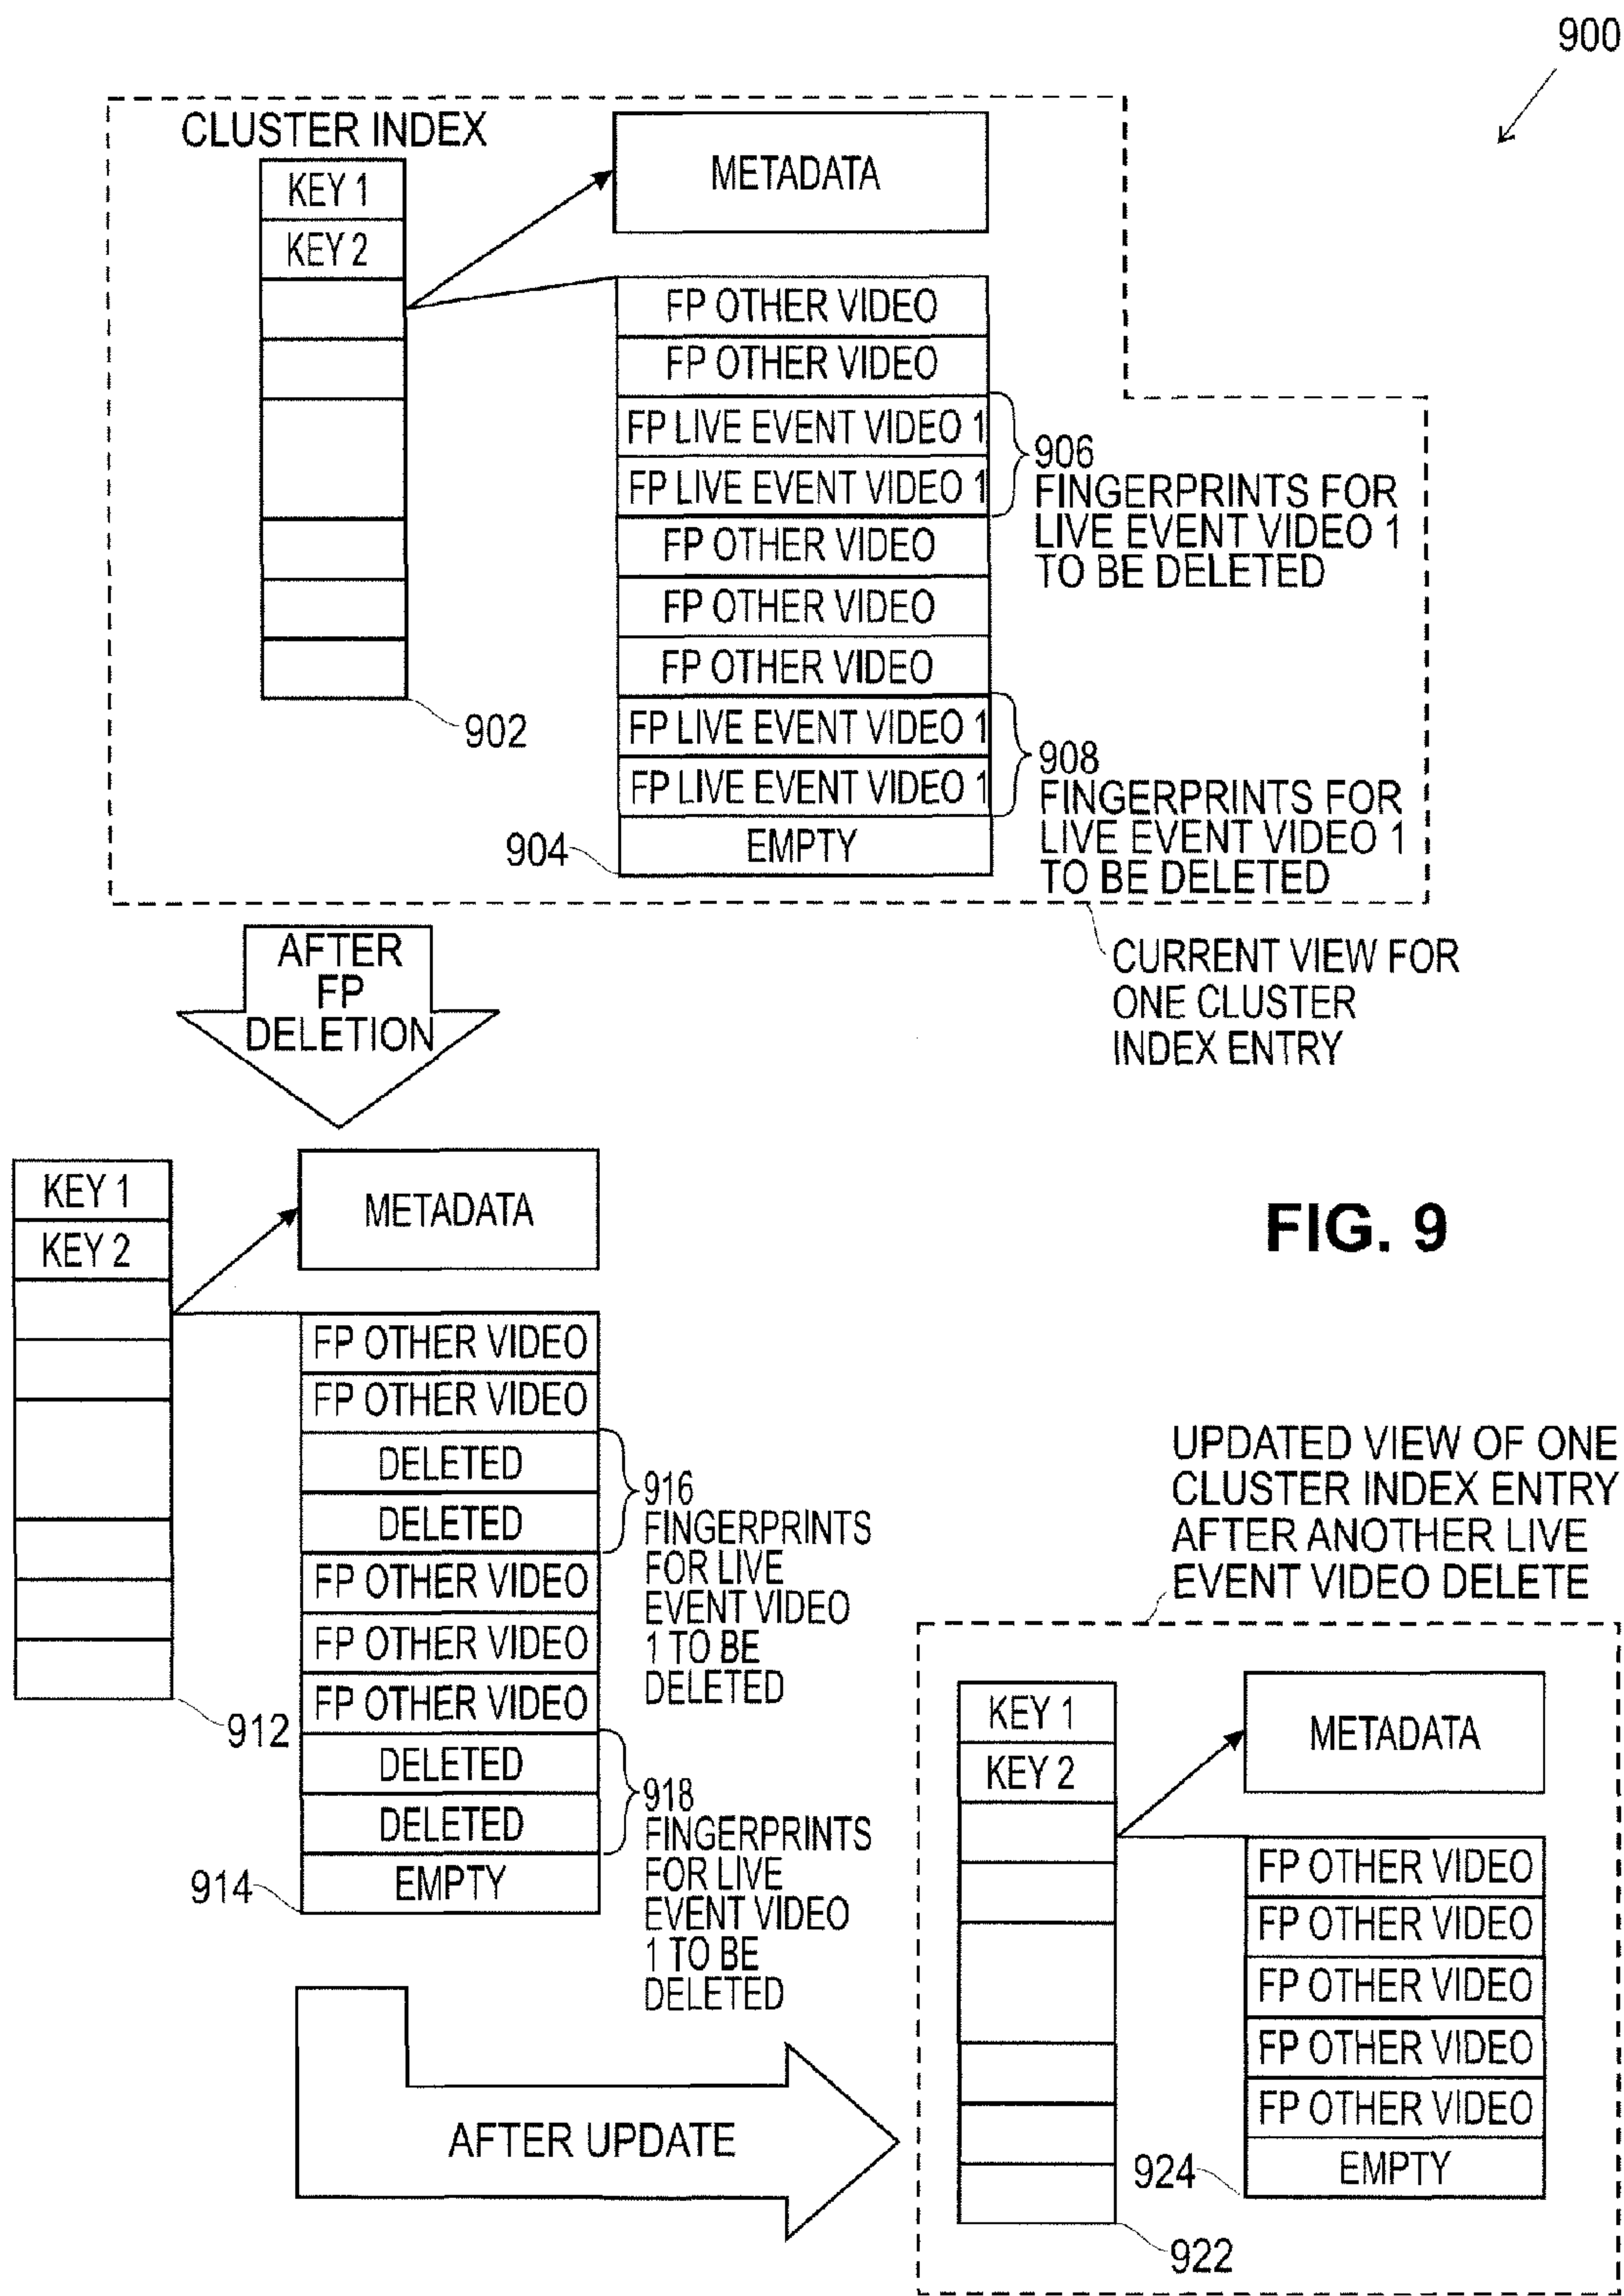 900
CLUSTER INDEX
KEY 1
KEY 2
METADATA
FP OTHER VIDEO
FP OTHER VIDEO
FP LIVE EVENT VIDEO 1
FP LIVE EVENT VIDEO 1
FP OTHER VIDEO
FP OTHER VIDEO
FP OTHER VIDEO
FP LIVE EVENT VIDEO 1
FP LIVE EVENT VIDEO 1
EMPTY
902
904
906
FINGERPRINTS FOR
LIVE EVENT VIDEO 1
TO BE DELETED
908
FINGERPRINTS FOR
LIVE EVENT VIDEO 1
TO BE DELETED
CURRENT VIEW FOR
ONE CLUSTER
INDEX ENTRY
AFTER
FP
DELETION
KEY 1
KEY 2
METADATA
FIG. 9
FP OTHER VIDEO
FP OTHER VIDEO
DELETED
DELETED
FP OTHER VIDEO
FP OTHER VIDEO
FP OTHER VIDEO
DELETED
DELETED
EMPTY
912
914
916
FINGERPRINTS
FOR LIVE
EVENT VIDEO
1 TO BE
DELETED
918
FINGERPRINTS
FOR LIVE
EVENT VIDEO
1 TO BE
DELETED
AFTER UPDATE
UPDATED VIEW OF ONE
CLUSTER INDEX ENTRY
AFTER ANOTHER LIVE
EVENT VIDEO DELETE
KEY 1
KEY 2
METADATA
FP OTHER VIDEO
FP OTHER VIDEO
FP OTHER VIDEO
FP OTHER VIDEO
FP OTHER VIDEO
EMPTY
924
922